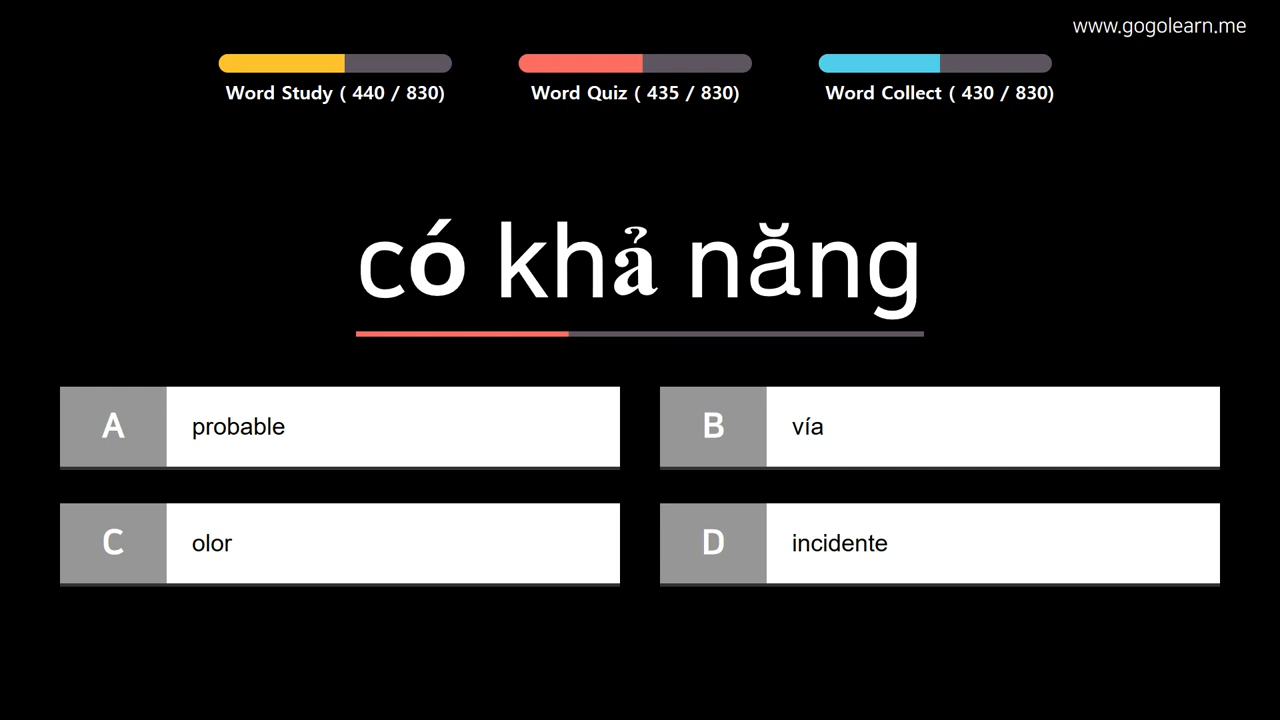 www.gogolearn.me
Word Study ( 440 / 830)
Word Quiz ( 435 / 830)
Word Collect ( 430 / 830)
có khả năng
A probable
B vía
C olor
D incidente